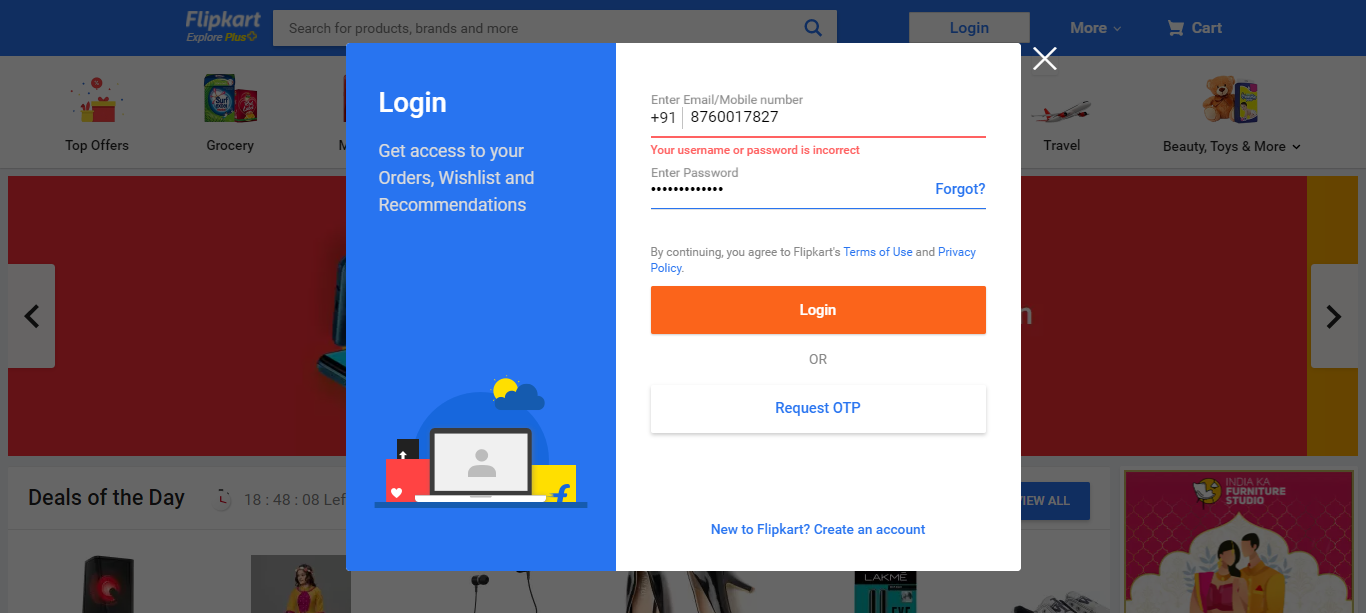 Flipkart
Explore Plus
Search for products, brands and more
Login
More
Cart
Top Offers
Grocery
M
Travel
Beauty, Toys & More
Login
Get access to your
Orders, Wishlist and
Recommendations
Enter Email/Mobile number
+91 8760017827
Your username or password is incorrect
Enter Password
Forgot?
By continuing, you agree to Flipkart's Terms of Use and Privacy
Policy.
Login
OR
Request OTP
New to Flipkart? Create an account
n
Deals of the Day
18 : 48 : 08 Lef
VIEW ALL
INDIA KA
FURNITURE
STUDIO
LAKMÉ
EYE